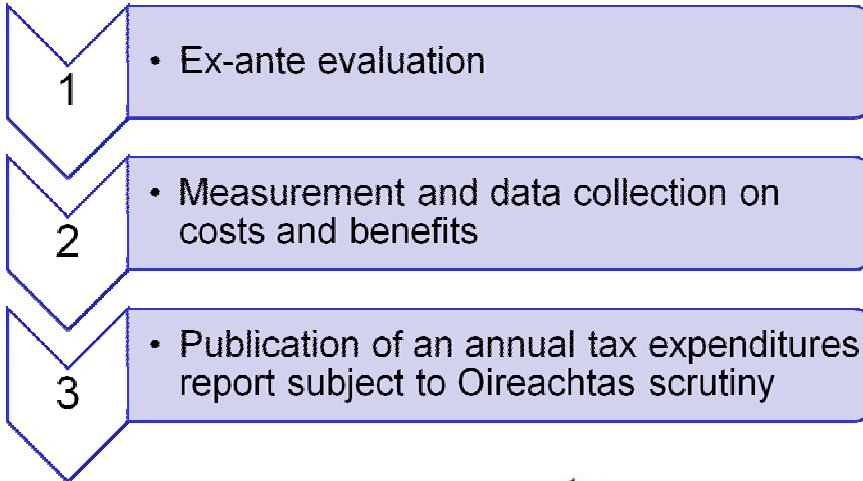 1
• Ex-ante evaluation
2
• Measurement and data collection on
costs and benefits
3
• Publication of an annual tax expenditures
report subject to Oireachtas scrutiny